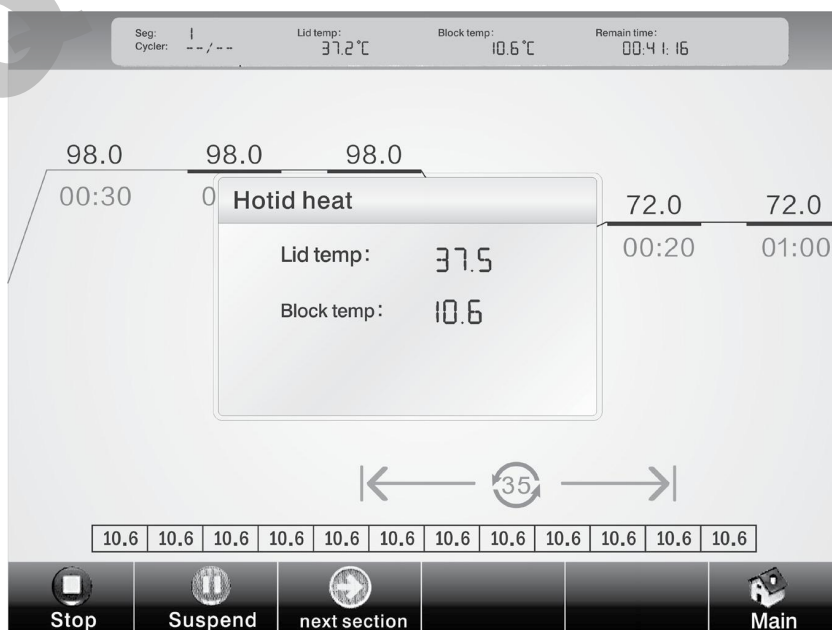 Seg: 1 Lid temp: Block temp: Remain time:
Cycler: --/-- 37.2°C 10.6°C 00:41:16
98.0 98.0 98.0
00:30 0 72.0 72.0
00:20 01:00
Hotid heat
Lid temp: 37.5
Block temp: 10.6
35
10.6 10.6 10.6 10.6 10.6 10.6 10.6 10.6 10.6 10.6 10.6 10.6
Stop Suspend next section Main